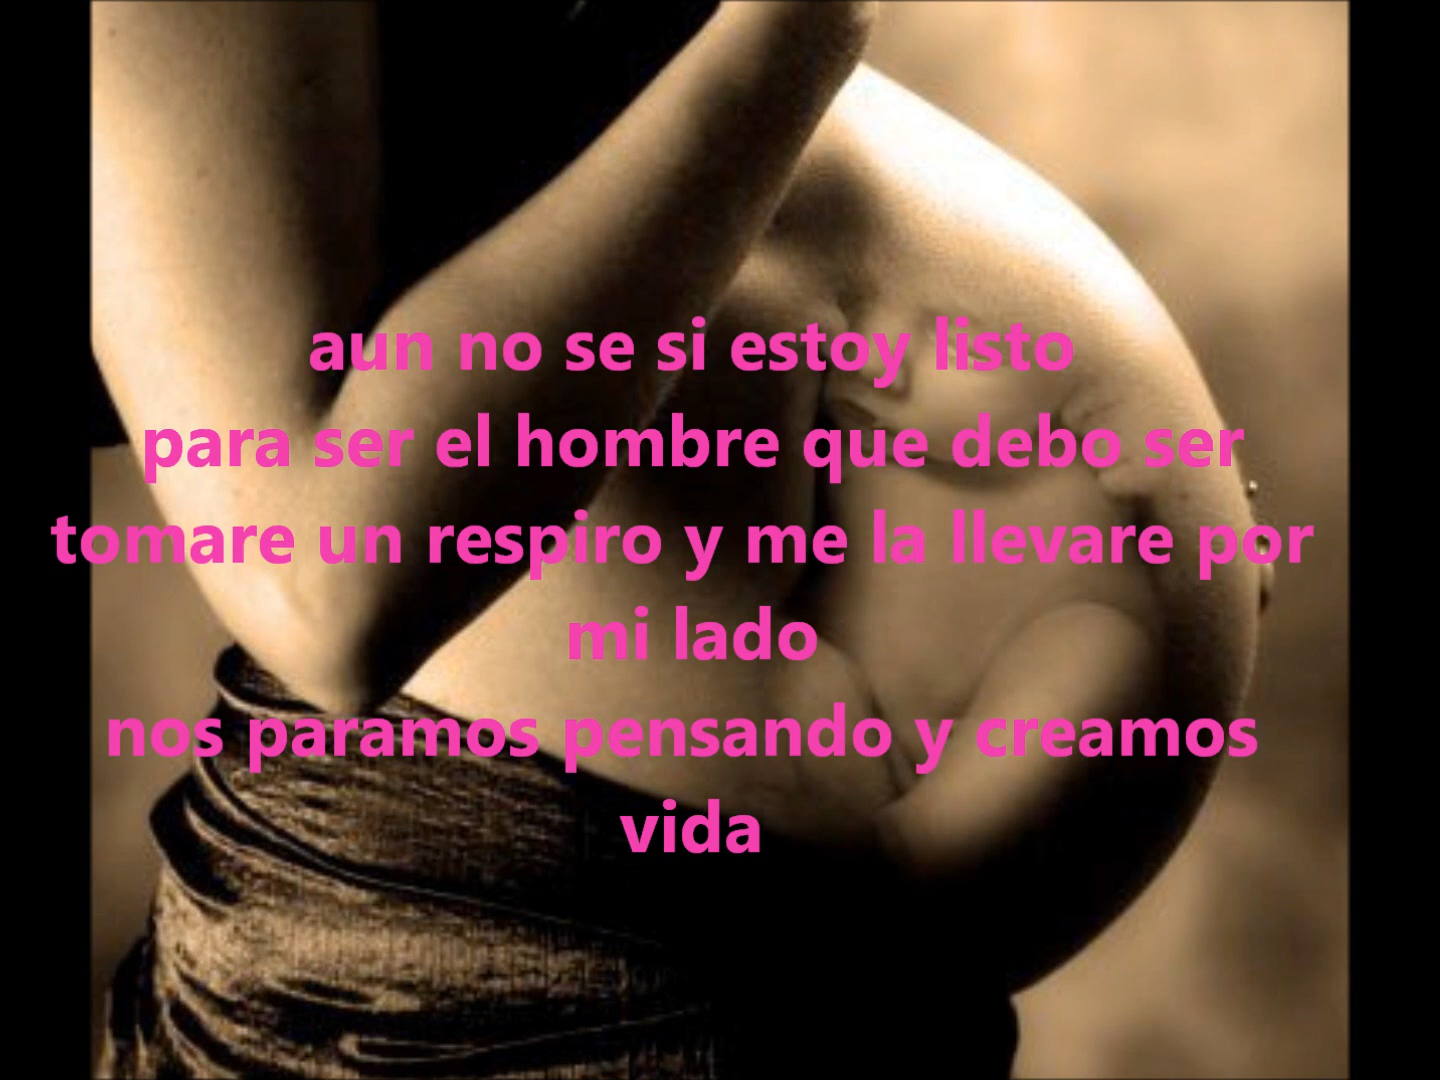 aun no se si estoy listo
para ser el hombre que debo ser
tomare un respiro y me la llevare por
mi lado
nos paramos pensando y creamos
vida